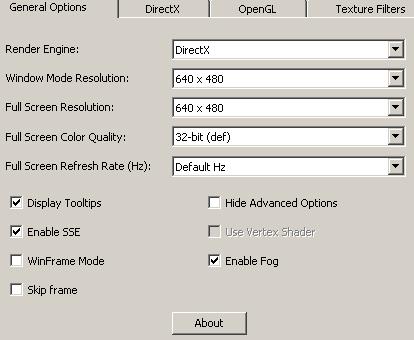 General Options DirectX OpenGL Texture Filters
Render Engine: DirectX
Window Mode Resolution: 640 x 480
Full Screen Resolution: 640 x 480
Full Screen Color Quality: 32-bit (def)
Full Screen Refresh Rate (Hz): Default Hz
Display Tooltips Hide Advanced Options
Enable SSE Use Vertex Shader
WinFrame Mode Enable Fog
Skip frame
About